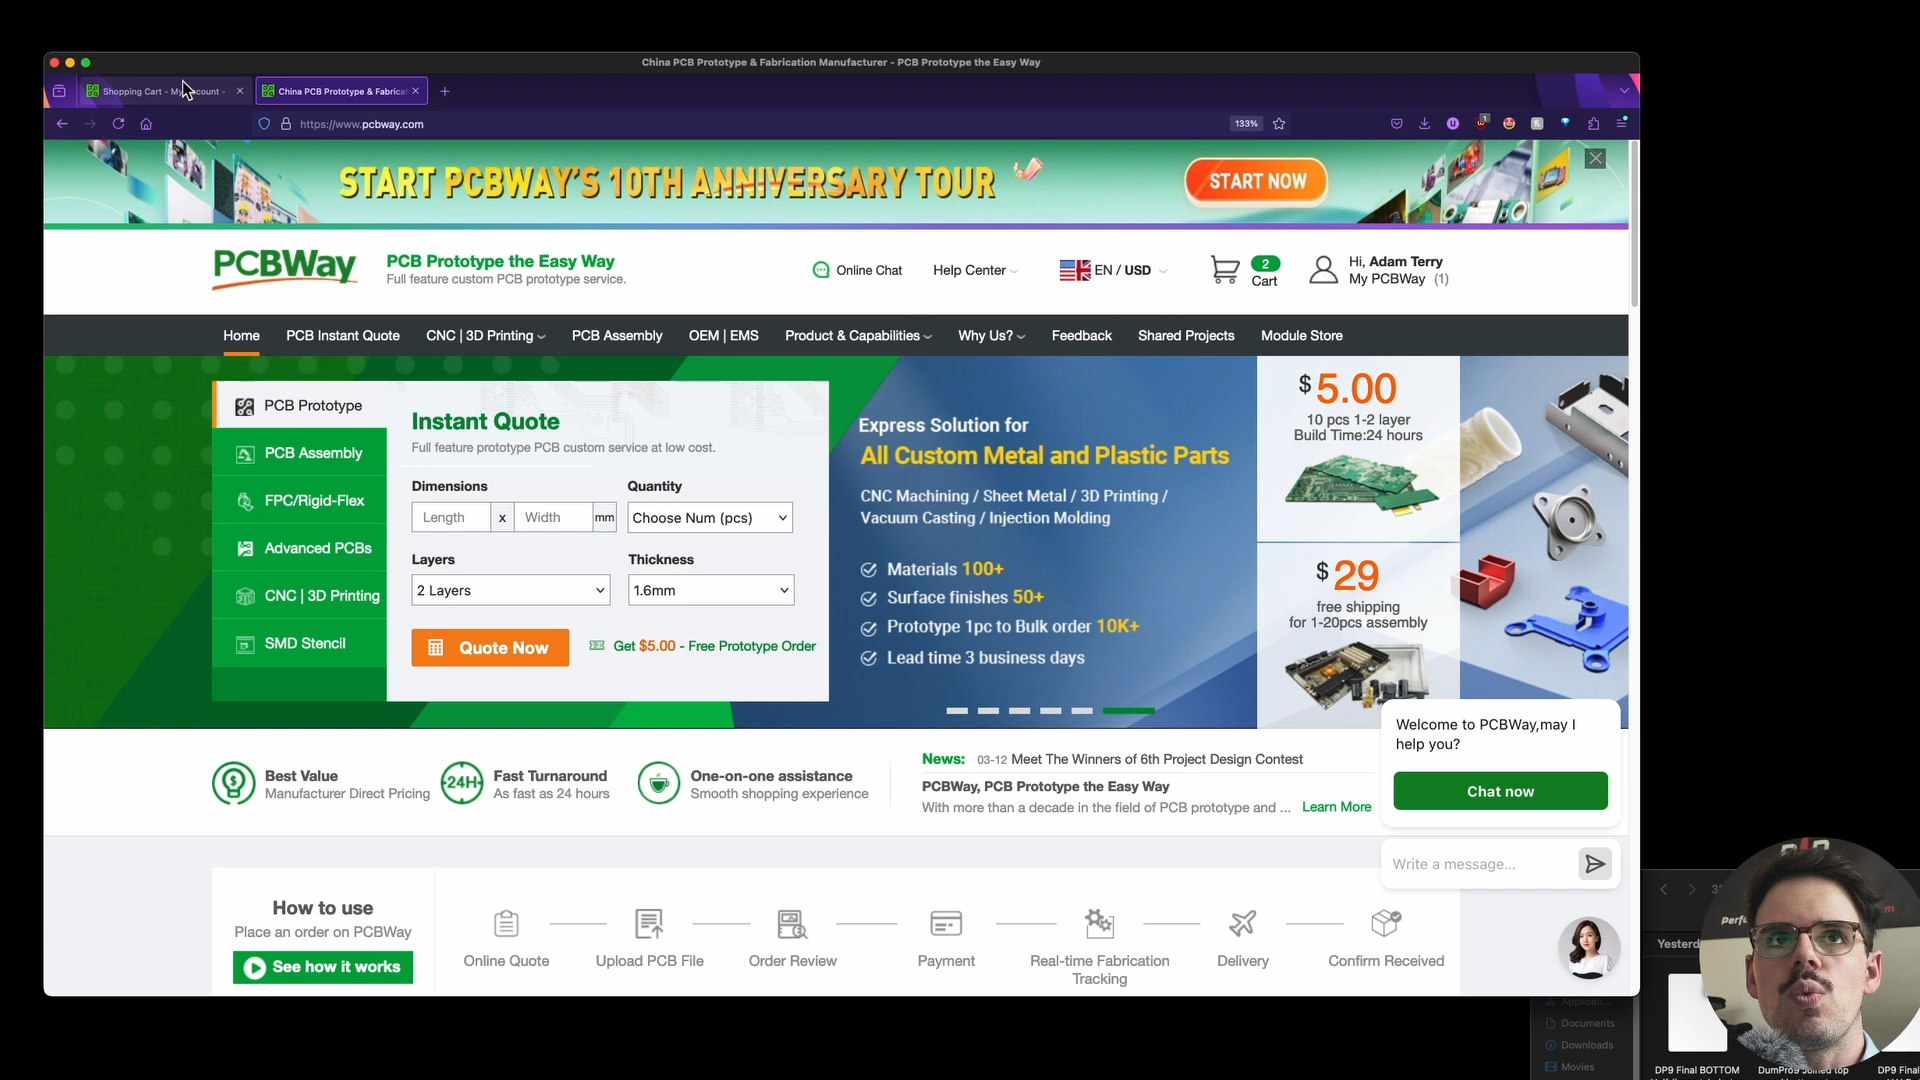 China PCB Prototype & Fabrication Manufacturer - PCB Prototype the Easy Way
Shopping Cart - My Account -
China PCB Prototype & Fabrica
https://www.pcbway.com
133%
START PCBWAY'S 10TH ANNIVERSARY TOUR
START NOW
PCBWay
PCB Prototype the Easy Way
Full feature custom PCB prototype service.
Online Chat
Help Center
EN / USD
2
Cart
Hi, Adam Terry
My PCBWay (1)
Home
PCB Instant Quote
CNC | 3D Printing
PCB Assembly
OEM | EMS
Product & Capabilities
Why Us?
Feedback
Shared Projects
Module Store
PCB Prototype
PCB Assembly
FPC/Rigid-Flex
Advanced PCBs
CNC | 3D Printing
SMD Stencil
Instant Quote
Full feature prototype PCB custom service at low cost.
Dimensions
Quantity
Length x Width mm
Choose Num (pcs)
Layers
Thickness
2 Layers
1.6mm
Quote Now
Get $5.00 - Free Prototype Order
Express Solution for
All Custom Metal and Plastic Parts
CNC Machining / Sheet Metal / 3D Printing /
Vacuum Casting / Injection Molding
Materials 100+
Surface finishes 50+
Prototype 1pc to Bulk order 10K+
Lead time 3 business days
$5.00
10 pcs 1-2 layer
Build Time:24 hours
$29
free shipping
for 1-20pcs assembly
Welcome to PCBWay,may I
help you?
Chat now
Write a message...
Best Value
Manufacturer Direct Pricing
24H
Fast Turnaround
As fast as 24 hours
One-on-one assistance
Smooth shopping experience
News: 03-12 Meet The Winners of 6th Project Design Contest
PCBWay, PCB Prototype the Easy Way
With more than a decade in the field of PCB prototype and ... Learn More
How to use
Place an order on PCBWay
See how it works
Online Quote
Upload PCB File
Order Review
Payment
Real-time Fabrication
Tracking
Delivery
Confirm Received
Yesterd
Applicati...
Documents
Downloads
Movies
DP9 Final BOTTOM
DP9 Final